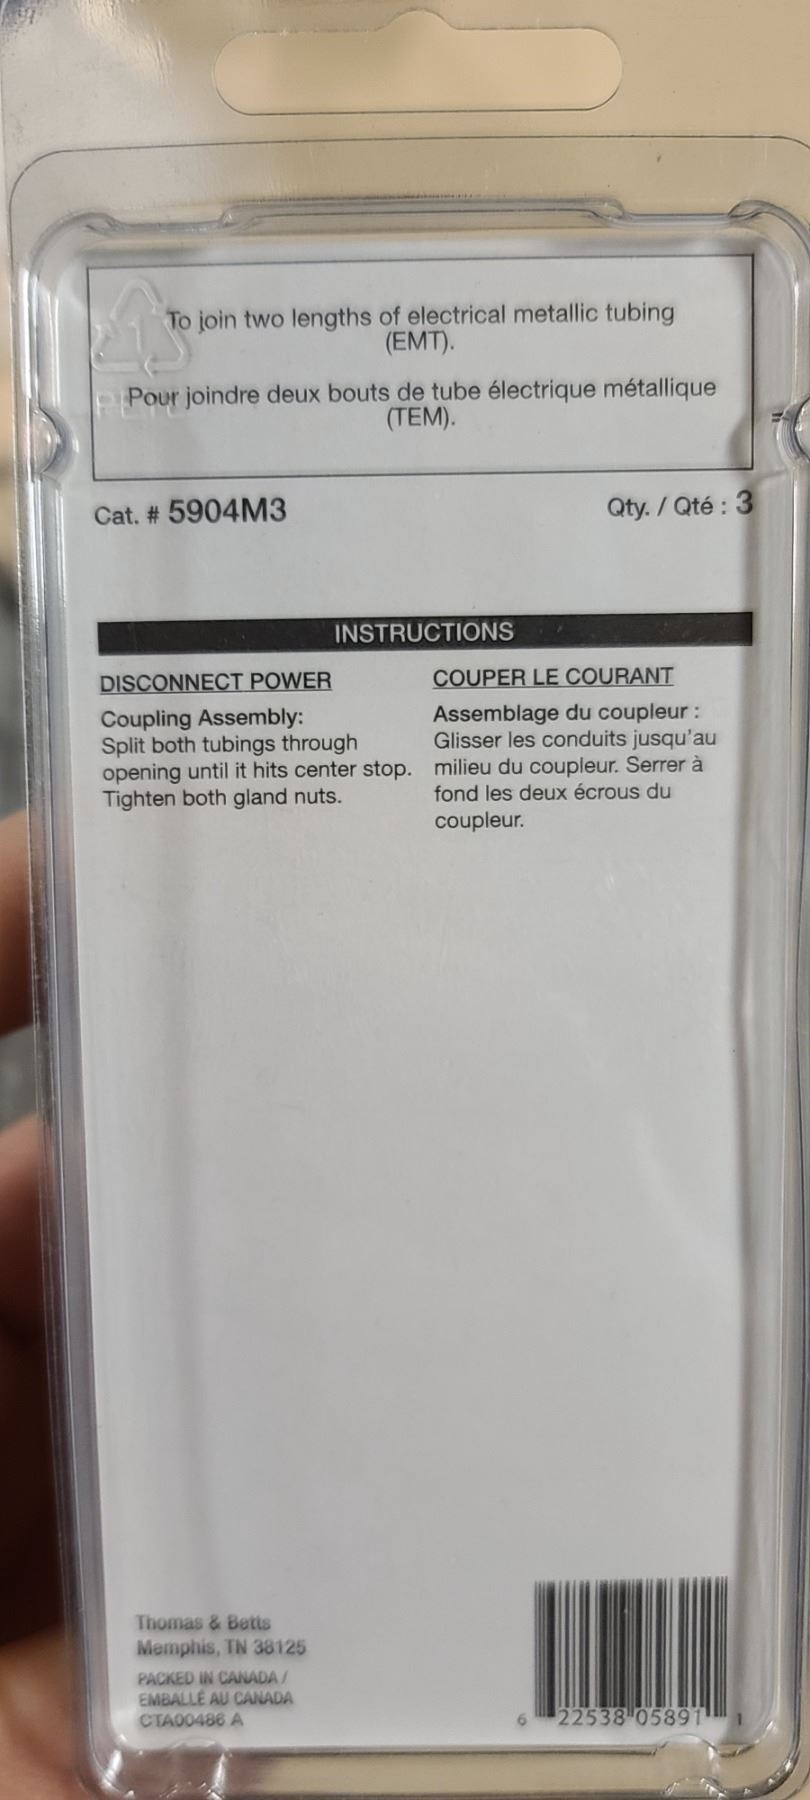 To join two lengths of electrical metallic tubing
(EMT).
Pour joindre deux bouts de tube électrique métallique
(TEM).
1
Cat. # 5904M3
Qty. / Qté : 3
INSTRUCTIONS
DISCONNECT POWER
Coupling Assembly:
Split both tubings through
opening until it hits center stop.
Tighten both gland nuts.
COUPER LE COURANT
Assemblage du coupleur :
Glisser les conduits jusqu'au
milieu du coupleur. Serrer à
fond les deux écrous du
coupleur.
Thomas & Betts
Memphis, TN 38125
PACKED IN CANADA /
EMBALLÉ AU CANADA
CTA00486 A
6 22538 05891 1